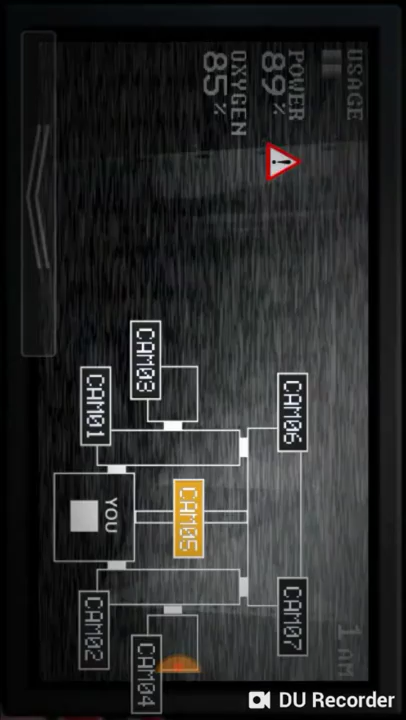 USAGE
POWER
89%
OXYGEN
85%
!
1 AM
CAM06
CAM07
CAM03
CAM05
CAM04
CAM01
YOU
CAM02
DU Recorder